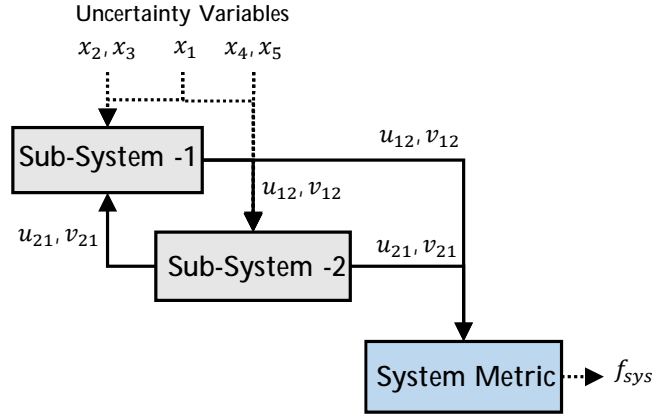 Uncertainty Variables
x₂, x₃ x₁ x₄, x₅
Sub-System -1
u₁₂, v₁₂
u₁₂, v₁₂
u₂₁, v₂₁
Sub-System -2
u₂₁, v₂₁
System Metric
f_sys